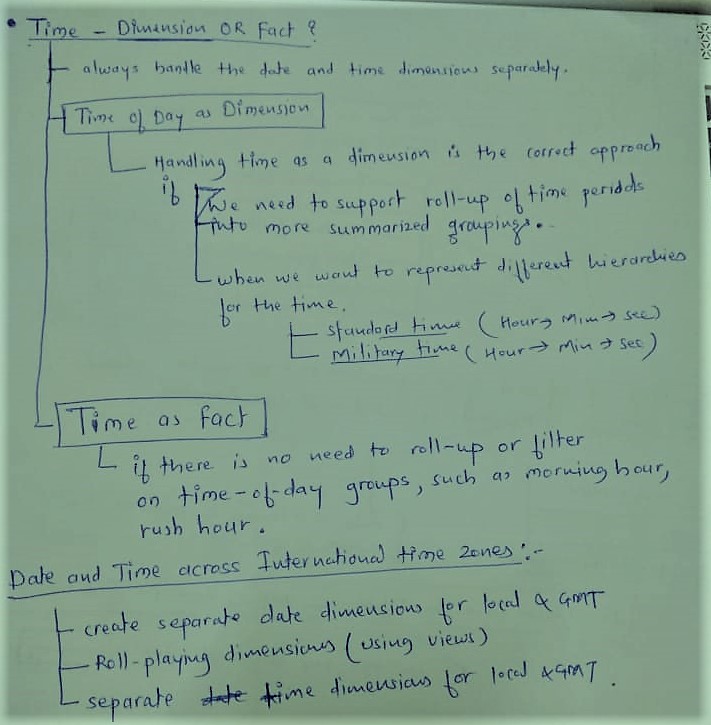 • Time - Dimension OR Fact ?
always handle the date and time dimensions separately.
Time of Day as Dimension
Handling time as a dimension is the correct approach
if We need to support roll-up of time periods
into more summarized groupings.
when we want to represent different hierarchies
for the time.
standard time (Hour → Min → sec)
Military time (Hour → Min → sec)
Time as fact
if there is no need to roll-up or filter
on time-of-day groups, such as morning hour,
rush hour.
Date and Time across International time zones :-
create separate date dimensions for local & GMT
Roll-playing dimensions (using views)
separate date time dimensions for local & GMT.